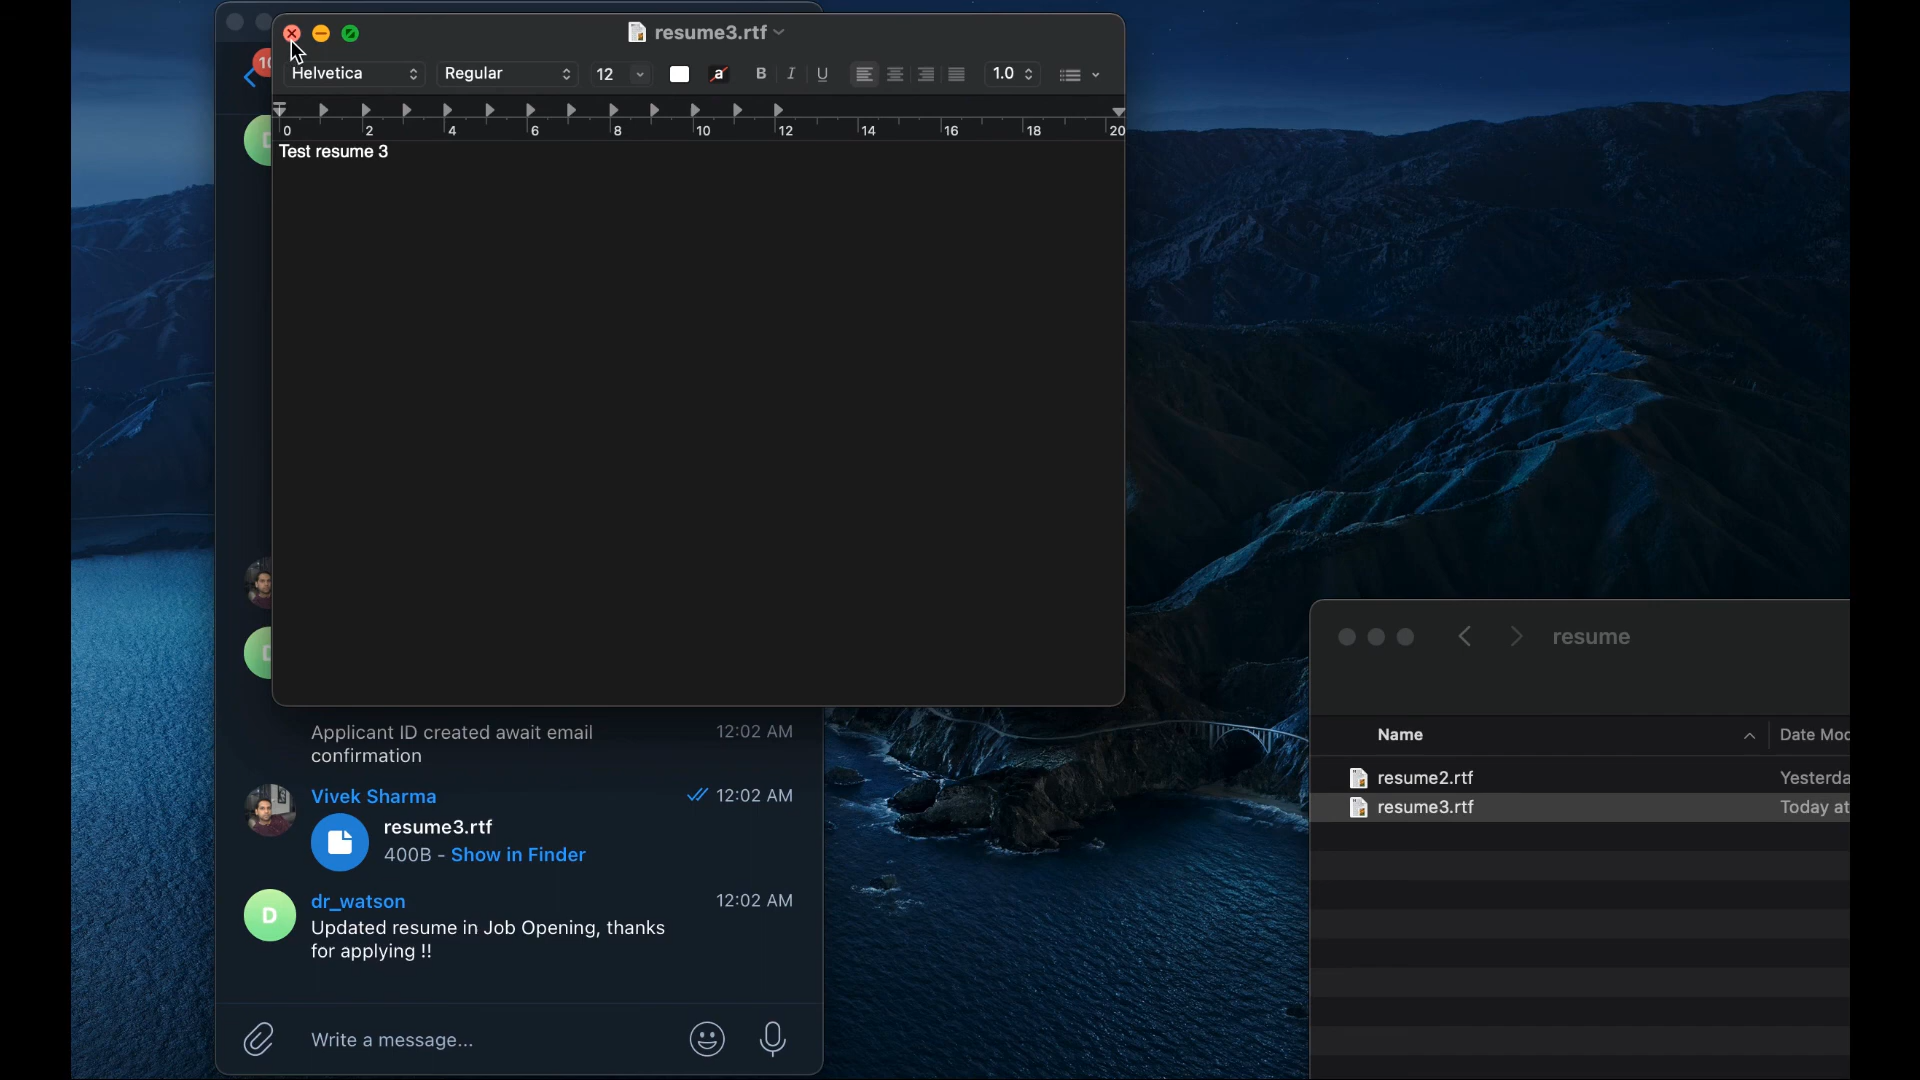 resume3.rtf
Helvetica Regular 12 a B I U 1.0
0 2 4 6 8 10 12 14 16 18 20
Test resume 3
Applicant ID created await email 12:02 AM
confirmation
Vivek Sharma 12:02 AM
resume3.rtf
400B - Show in Finder
D
dr_watson 12:02 AM
Updated resume in Job Opening, thanks
for applying !!
Write a message...
resume
Name Date Mod
resume2.rtf Yesterda
resume3.rtf Today at